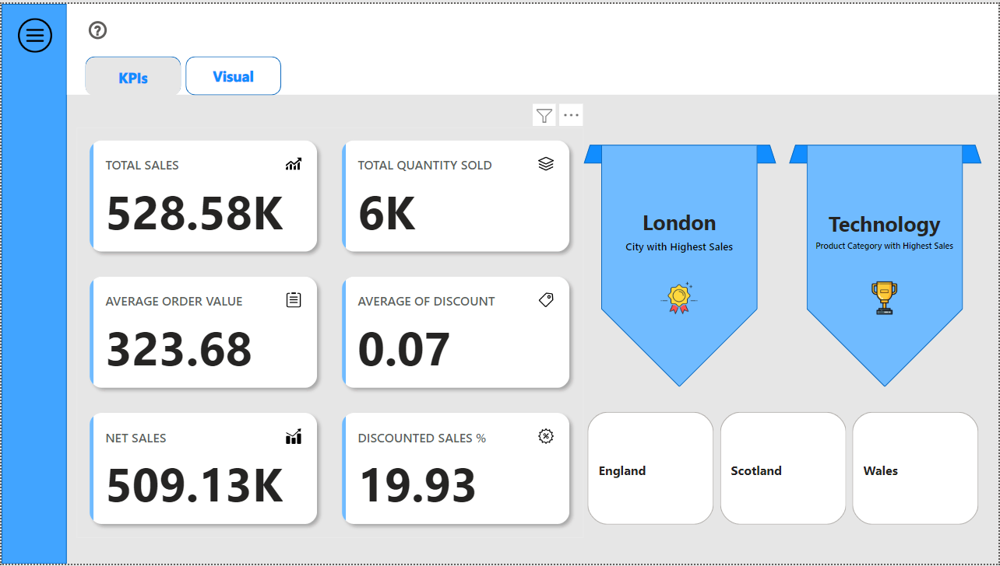 ?
KPIs
Visual
TOTAL SALES
528.58K
TOTAL QUANTITY SOLD
6K
AVERAGE ORDER VALUE
323.68
AVERAGE OF DISCOUNT
0.07
NET SALES
509.13K
DISCOUNTED SALES %
19.93
London
City with Highest Sales
Technology
Product Category with Highest Sales
England
Scotland
Wales